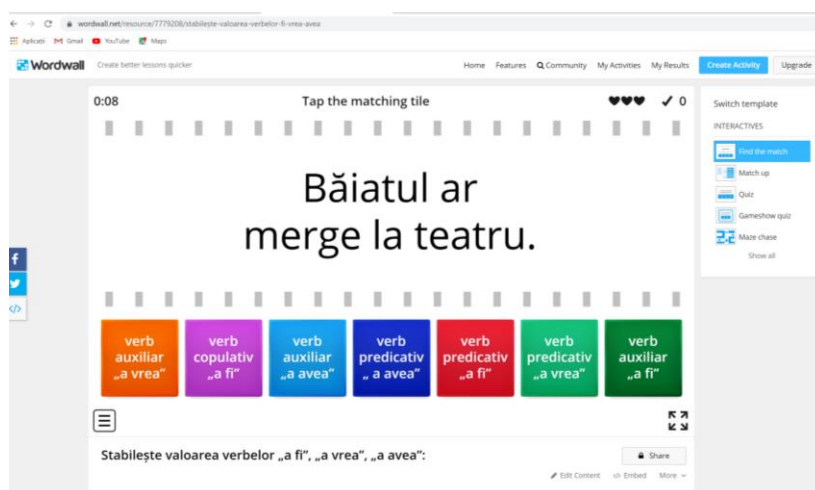 wordwall.net/resource/7779208/stabilește-valoarea-verbelor-fi-vrea-avea
Aplicații Gmail YouTube Maps
Wordwall Create better lessons quicker Home Features Community My Activities My Results Create Activity Upgrade
0:08 Tap the matching tile 0
Băiatul ar
merge la teatru.
verb auxiliar „a vrea"
verb copulativ „a fi"
verb auxiliar „a avea"
verb predicativ „ a avea"
verb predicativ „a fi"
verb predicativ „a vrea"
verb auxiliar „a fi"
Stabilește valoarea verbelor „a fi", „a vrea", „a avea":
Share
Edit Content Embed More
Switch template
INTERACTIVES
Find the match
Match up
Quiz
Gameshow quiz
Maze chase
Show all